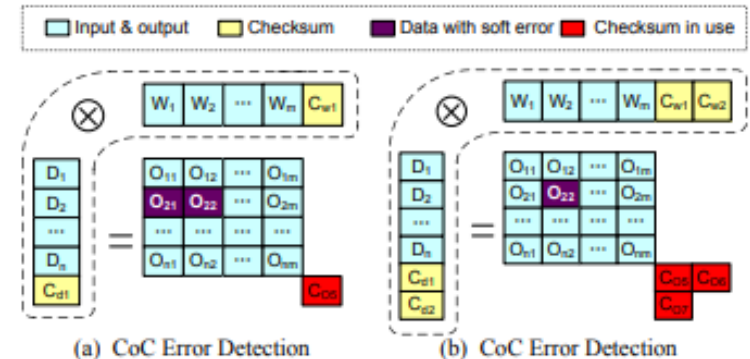 Input & output Checksum Data with soft error Checksum in use
W1 W2 ... Wm Cw1
D1
D2
...
Dn
Cd1
O11 O12 ... O1m
O21 O22 ... O2m
... ... ... ...
On1 On2 ... Onm
CO5
(a) CoC Error Detection
W1 W2 ... Wm Cw1 Cw2
D1
D2
...
Dn
Cd1
Cd2
O11 O12 ... O1m
O21 O22 ... O2m
... ... ... ...
On1 On2 ... Onm
CO5 CO6
CO7
(b) CoC Error Detection